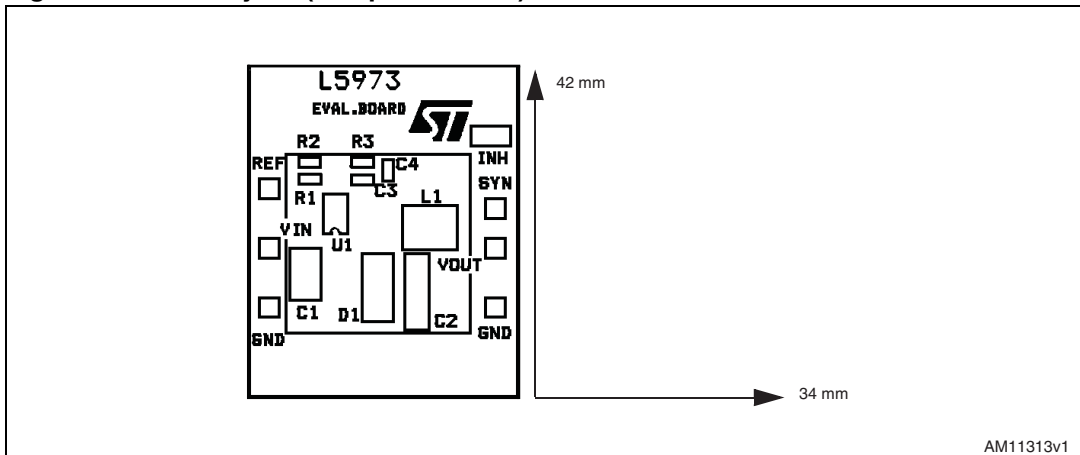 L5973
42 mm
EVAL.BOARD
ST
R2 R3
REF
C4
INH
C3
SYN
R1
L1
VIN
U1
VOUT
C1
D1
C2
GND
GND
34 mm
AM11313v1